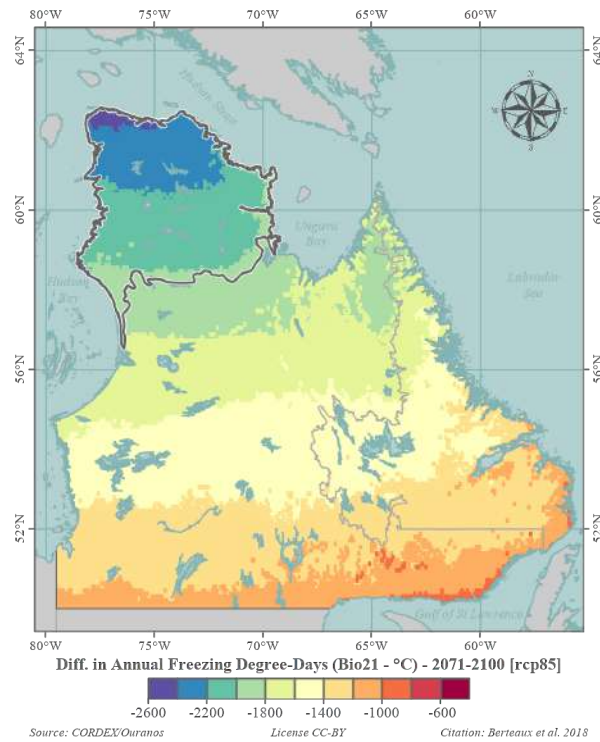 80°W 75°W 70°W 65°W 60°W
64°N 64°N
N
W E
S
Hudson Strait
60°N 60°N
Ungava
Bay
Hudson
Bay
Labrador
Sea
56°N 56°N
52°N 52°N
Gulf of St Lawrence
80°W 75°W 70°W 65°W 60°W
Diff. in Annual Freezing Degree-Days (Bio21 - °C) - 2071-2100 [rcp85]
-2600 -2200 -1800 -1400 -1000 -600
Source: CORDEX/Ouranos License CC-BY Citation: Berteaux et al. 2018